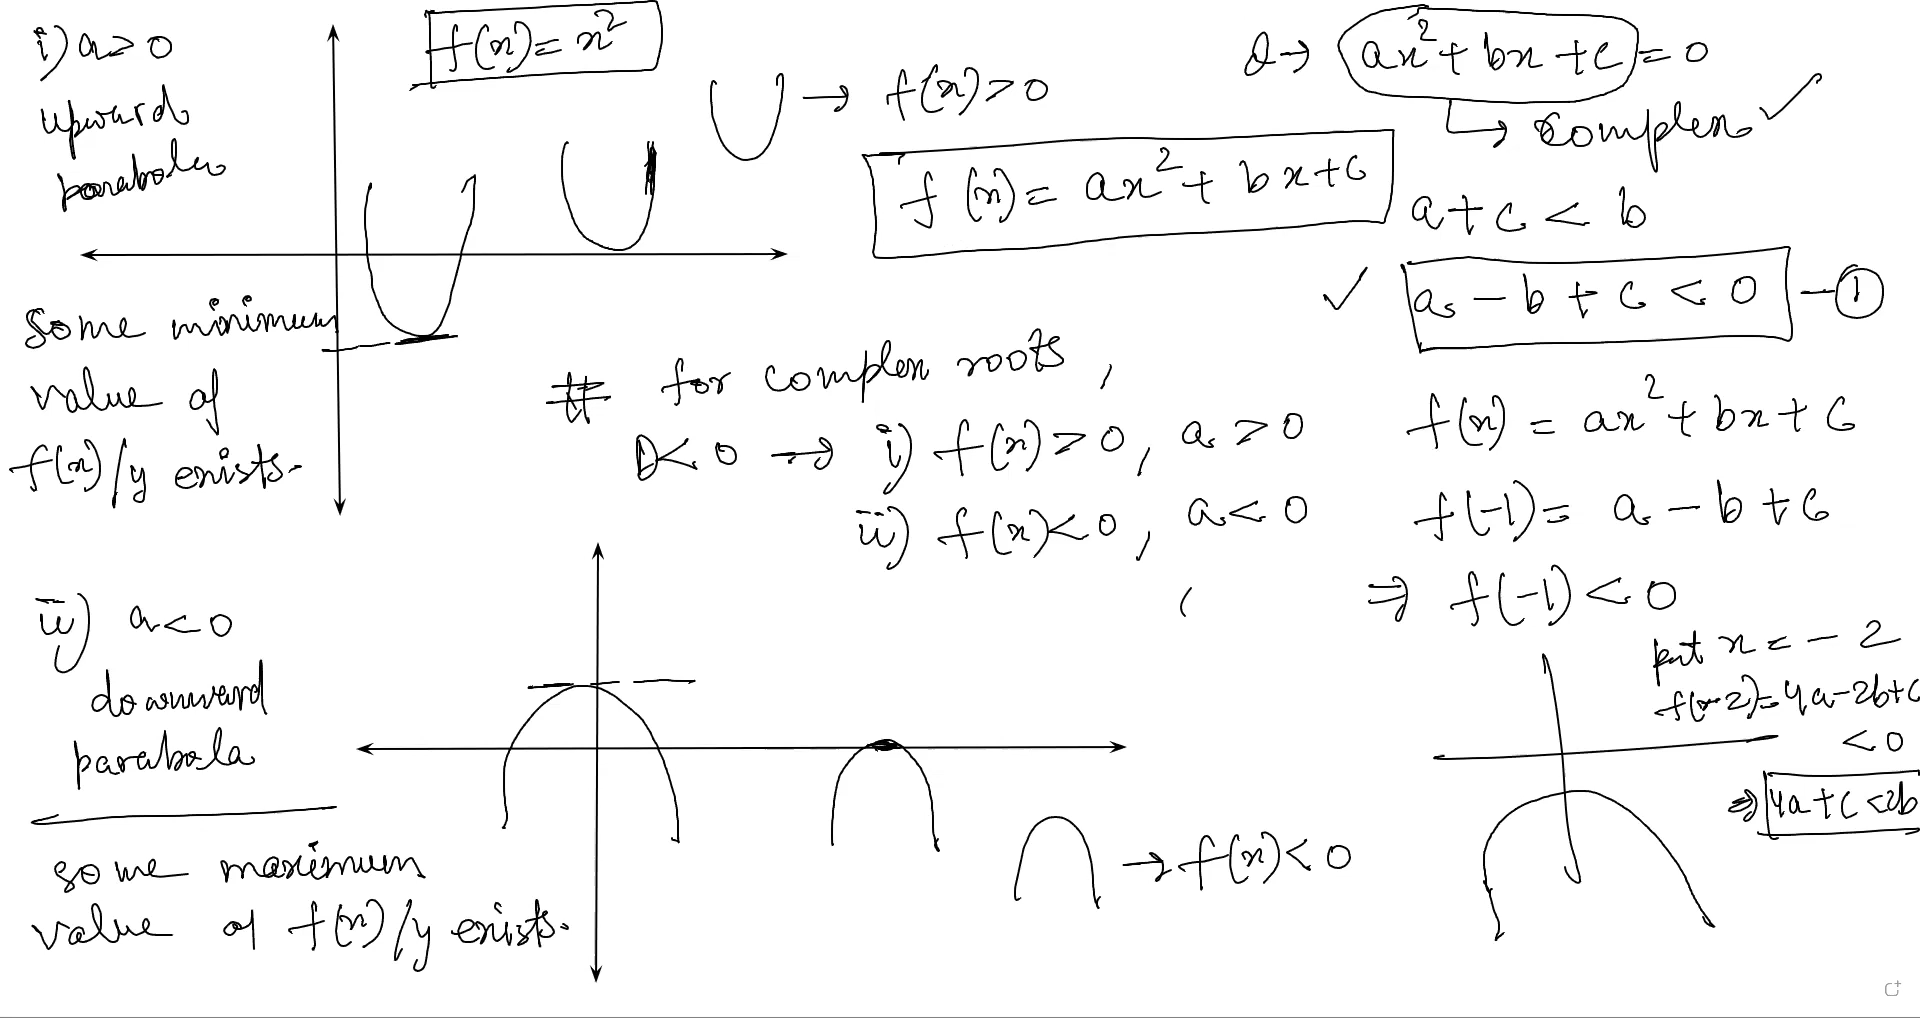 i) a > 0
upward
parabola
f(x) = x²
→ f(x) > 0
f(x) = ax² + bx + c
some minimum
value of
f(x)/y exists.
# for complex roots,
D < 0 → i) f(x) > 0, a > 0
ii) f(x) < 0, a < 0
Q → ax² + bx + c = 0
↳ complex ✓
a + c < b
✓ a - b + c < 0 - ①
f(x) = ax² + bx + c
f(-1) = a - b + c
⇒ f(-1) < 0
put x = - 2
f(-2) = 4a - 2b + c
< 0
⇒ 4a + c < 2b
ii) a < 0
downward
parabola
some maximum
value of f(x)/y exists.
→ f(x) < 0